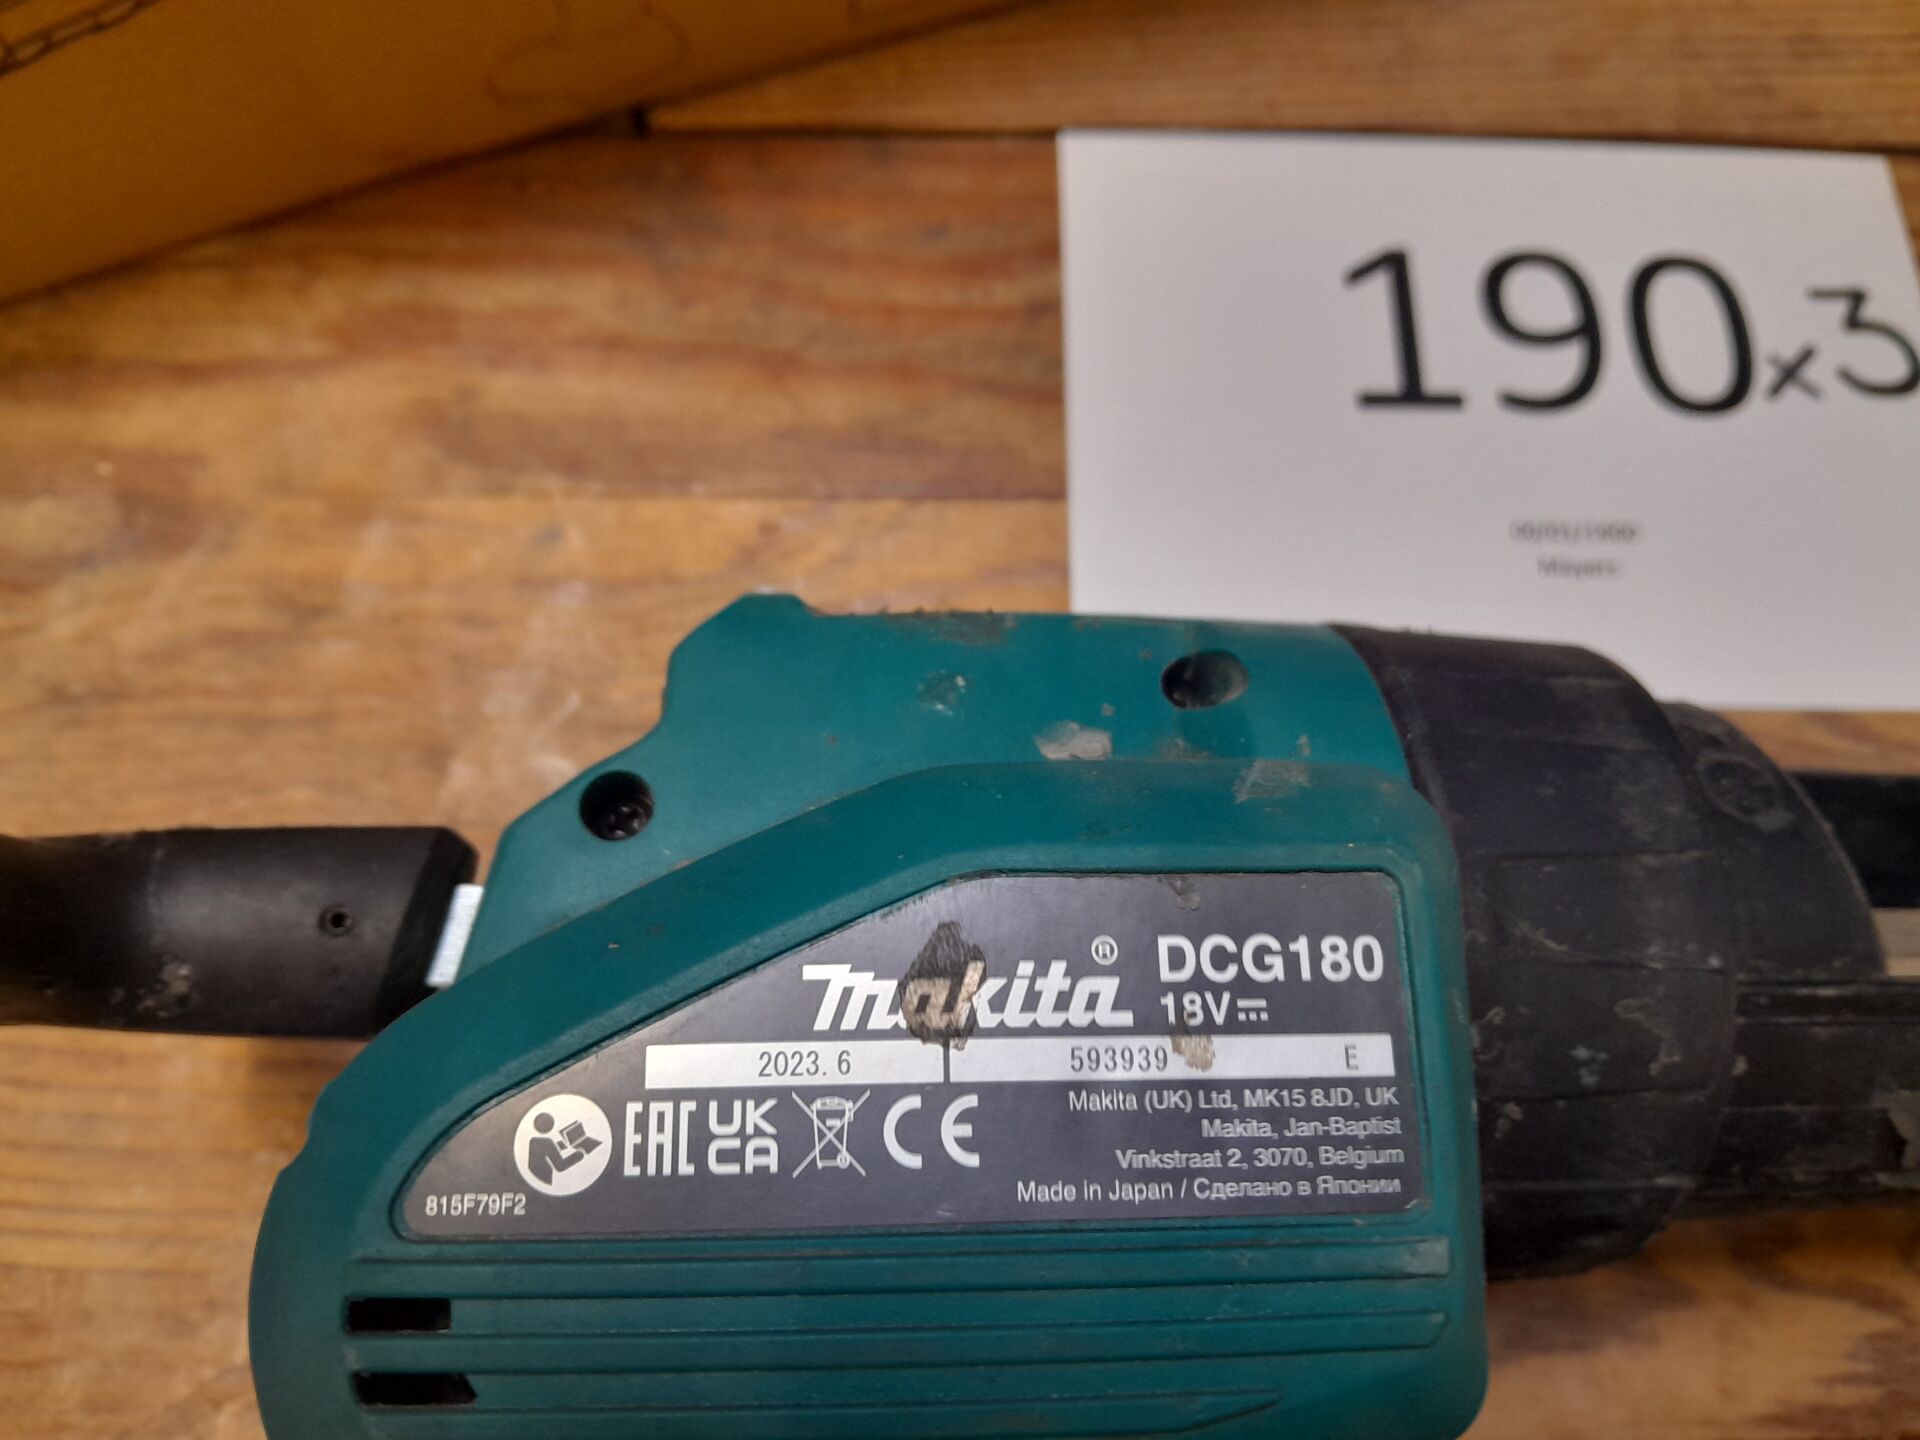 190x3
makita® DCG180
18V
2023. 6 593939 E
EAC UK CA CE
Makita (UK) Ltd, MK15 8JD, UK
Makita, Jan-Baptist
Vinkstraat 2, 3070, Belgium
Made in Japan / Сделано в Японии
815F79F2